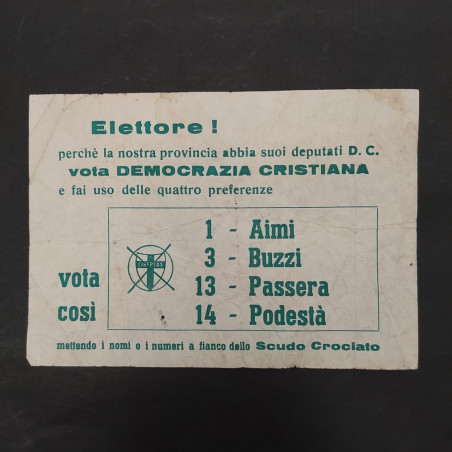 Elettore !
perchè la nostra provincia abbia suoi deputati D. C.
vota DEMOCRAZIA CRISTIANA
e fai uso delle quattro preferenze
vota così
LIBERTAS
1 - Aimi
3 - Buzzi
13 - Passera
14 - Podestà
mettendo i nomi o i numeri a fianco dello Scudo Crociato